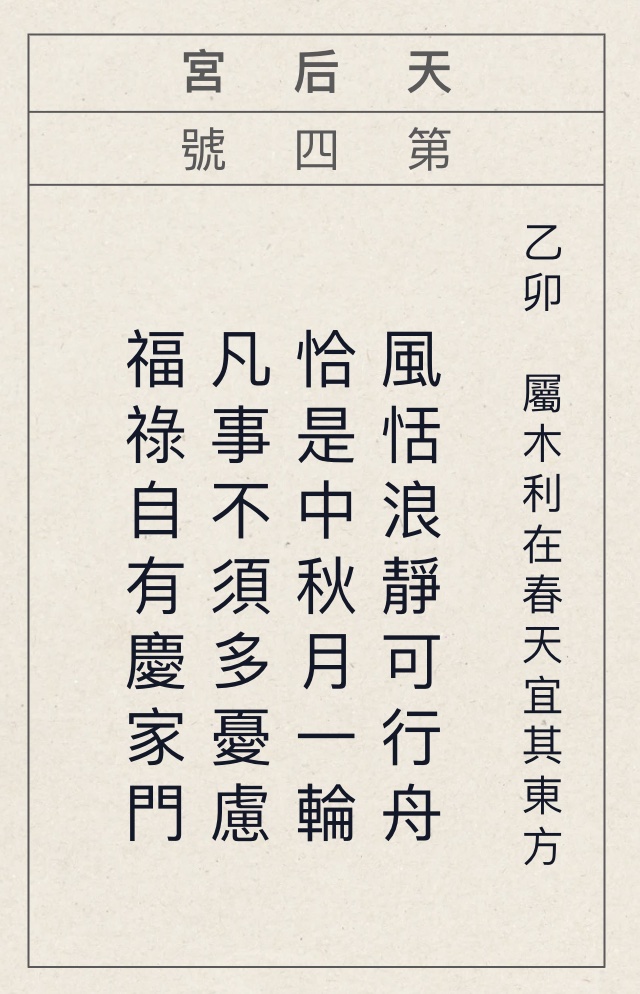 天后宮
第四號
乙卯　屬木利在春天宜其東方
風恬浪靜可行舟
恰是中秋月一輪
凡事不須多憂慮
福祿自有慶家門